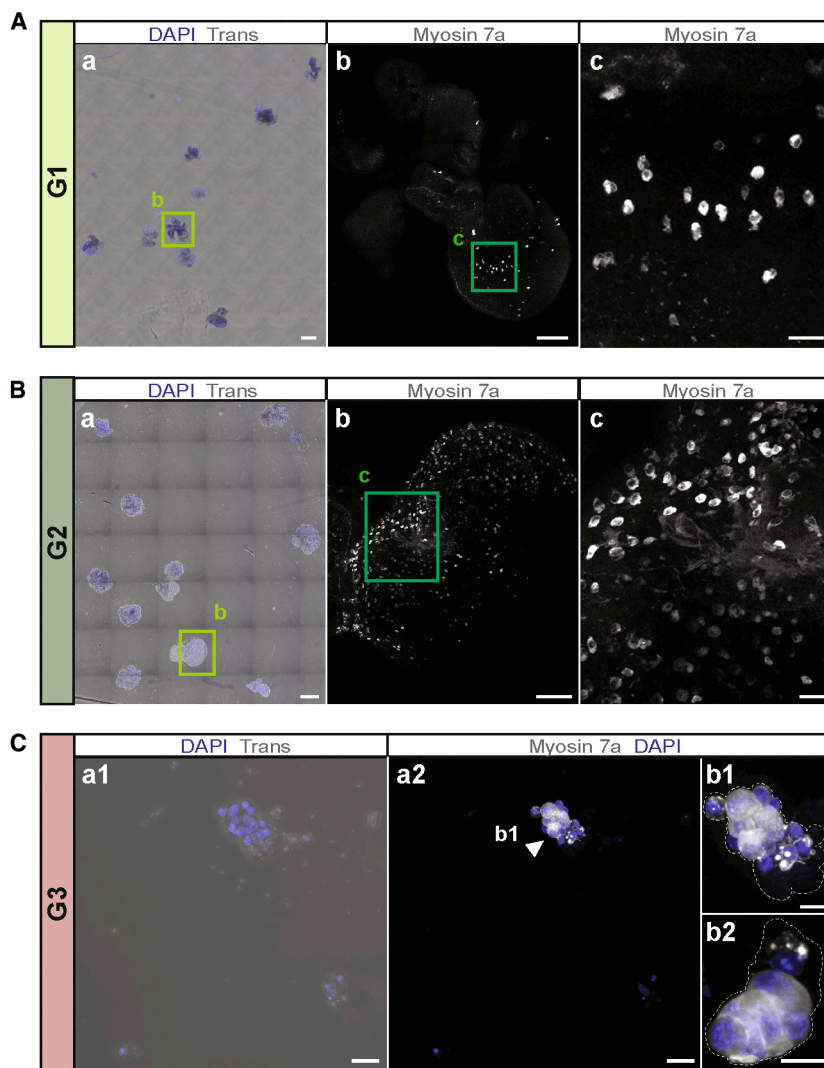 A
DAPI Trans
Myosin 7a
Myosin 7a
G1
a
b
c
b
c
B
DAPI Trans
Myosin 7a
Myosin 7a
G2
a
b
c
b
c
C
DAPI Trans
Myosin 7a DAPI
G3
a1
a2
b1
b1
b2